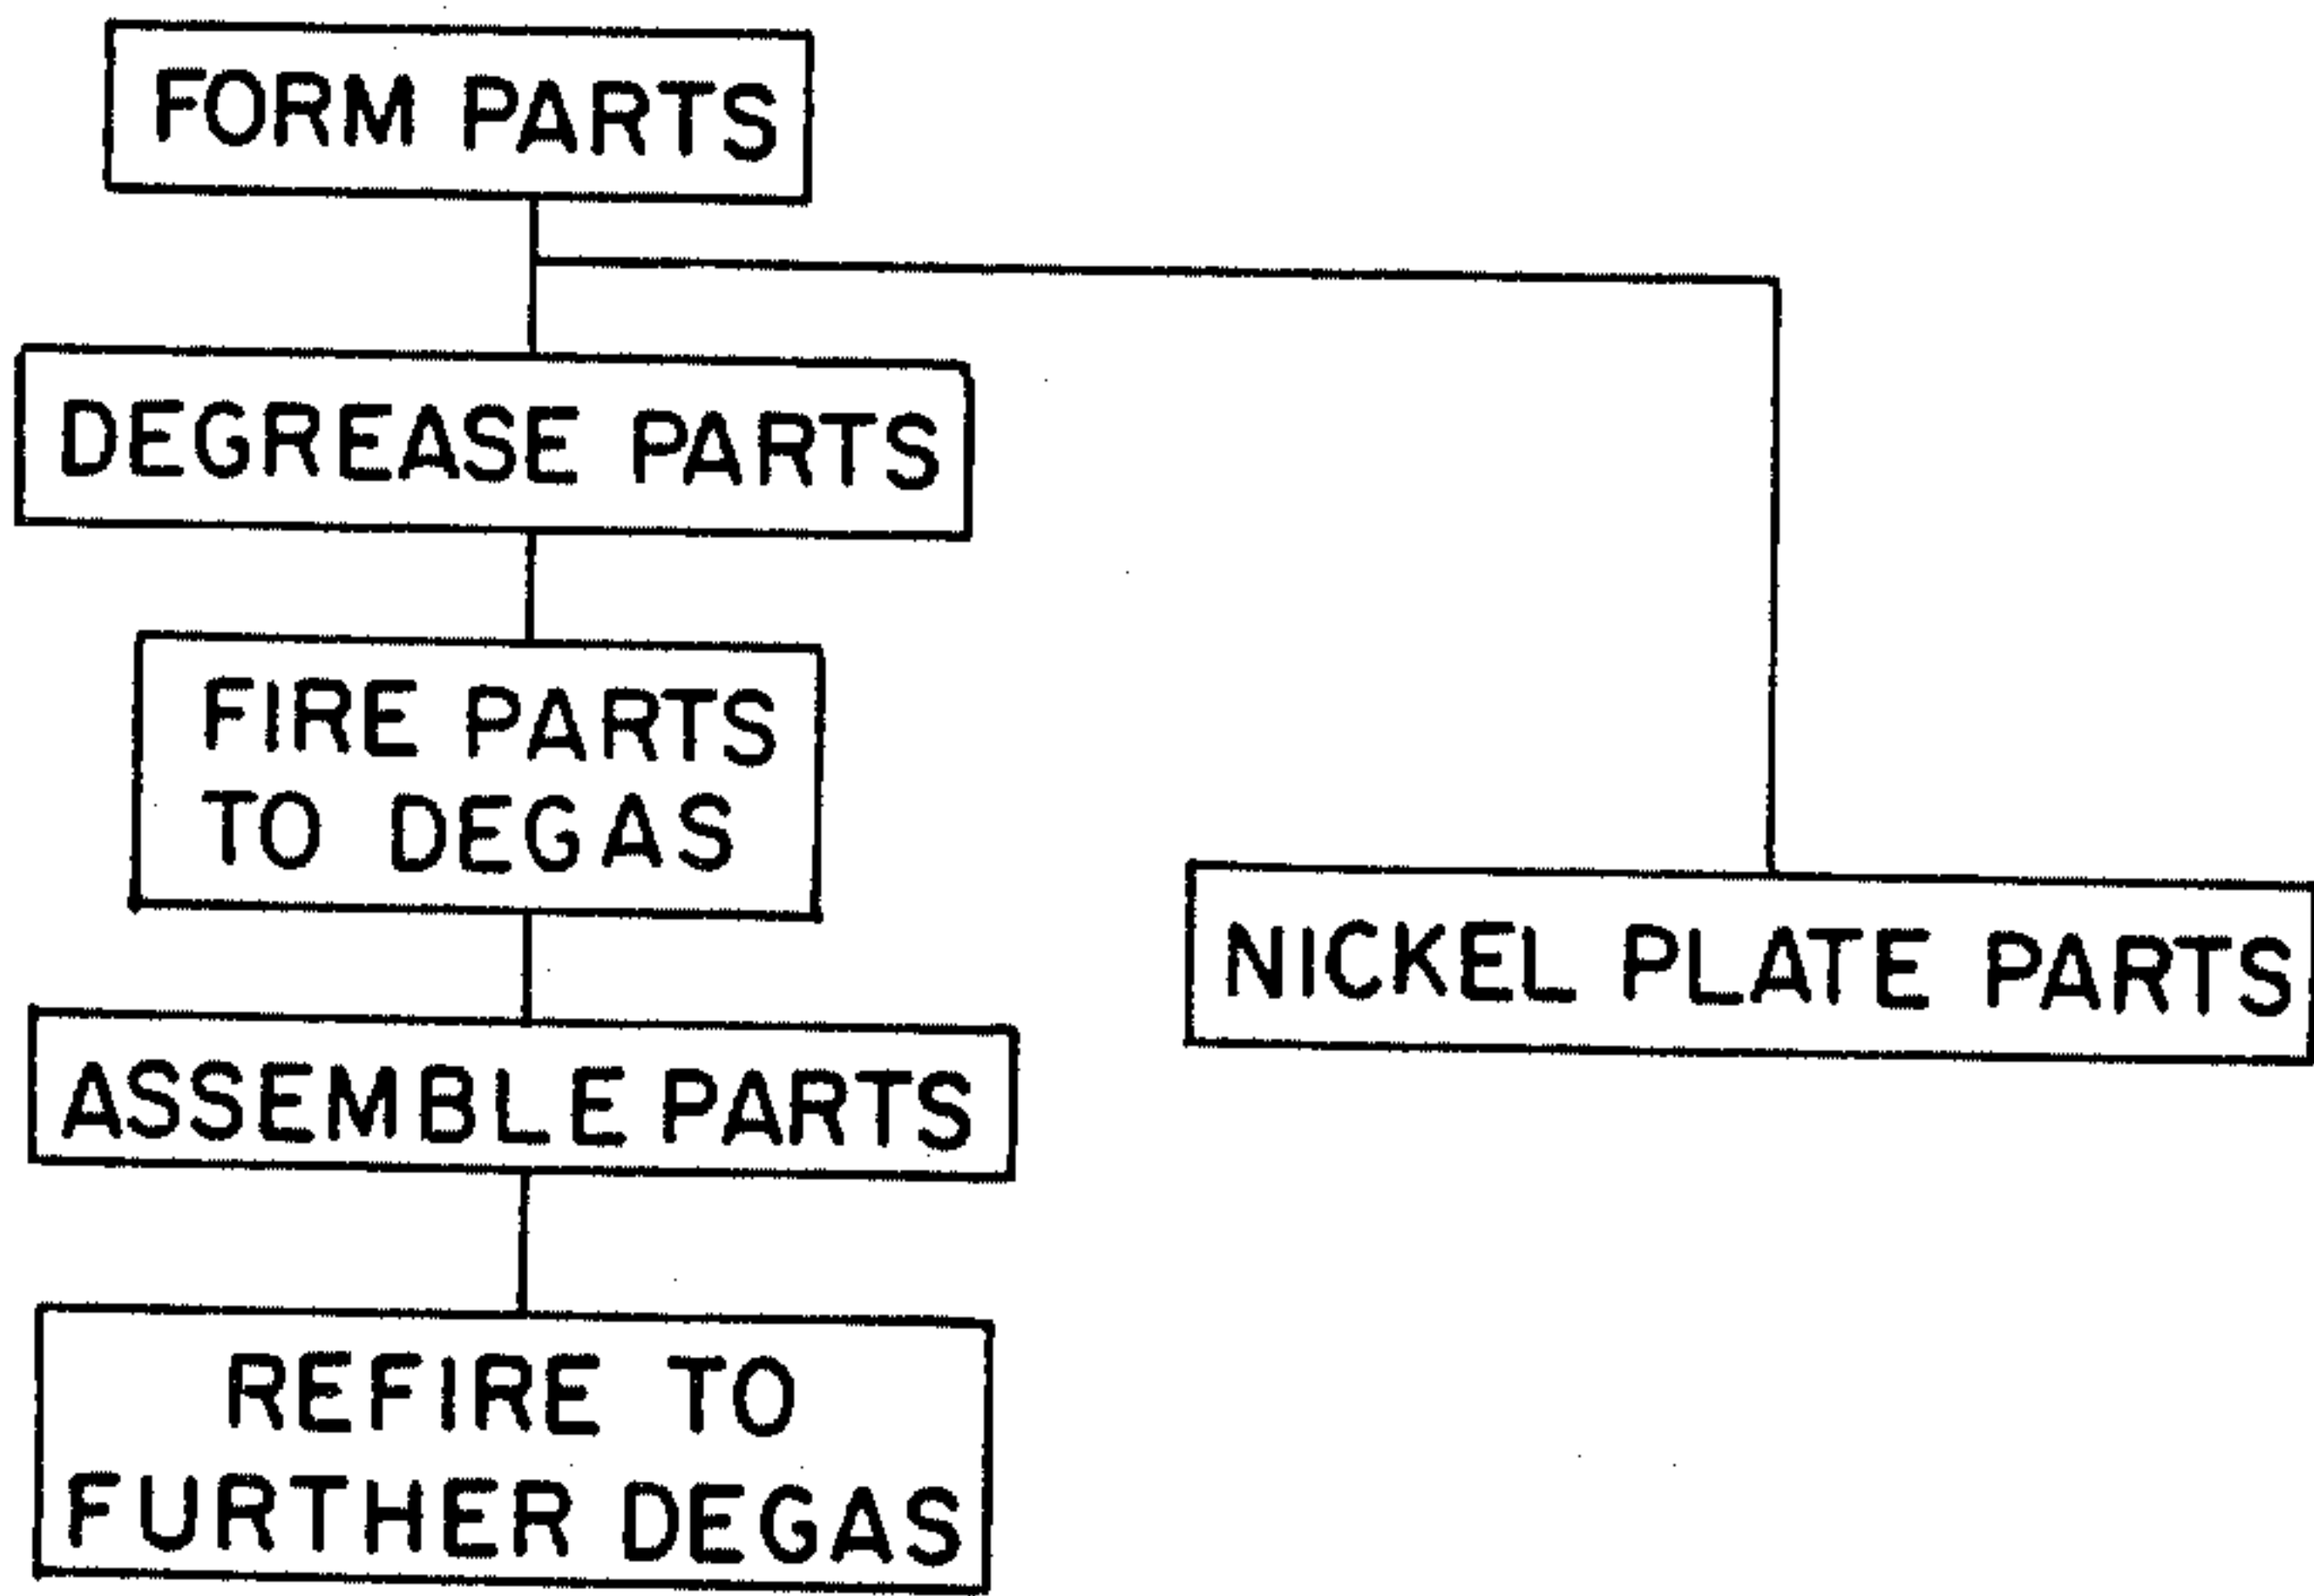 FORM PARTS
DEGREASE PARTS
FIRE PARTS
TO DEGAS
NICKEL PLATE PARTS
ASSEMBLE PARTS
REFIRE TO
FURTHER DEGAS